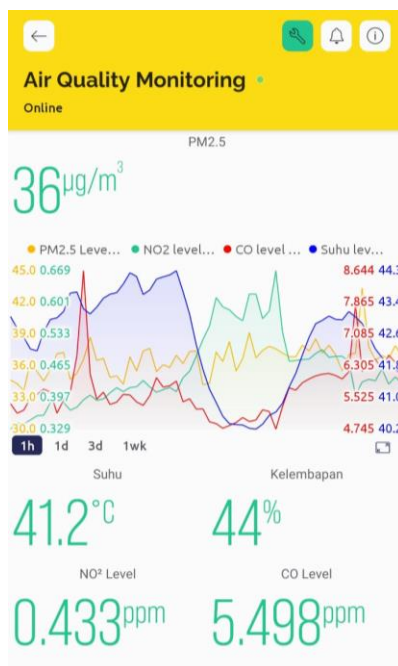 Air Quality Monitoring
Online
PM2.5
36 µg/m³
PM2.5 Leve... NO2 level... CO level ... Suhu lev...
45.0 0.669 8.644 44.3
42.0 0.601 7.865 43.4
39.0 0.533 7.085 42.6
36.0 0.465 6.305 41.8
33.0 0.397 5.525 41.0
30.0 0.329 4.745 40.2
1h 1d 3d 1wk
Suhu Kelembapan
41.2°C 44%
NO² Level CO Level
0.433ppm 5.498ppm